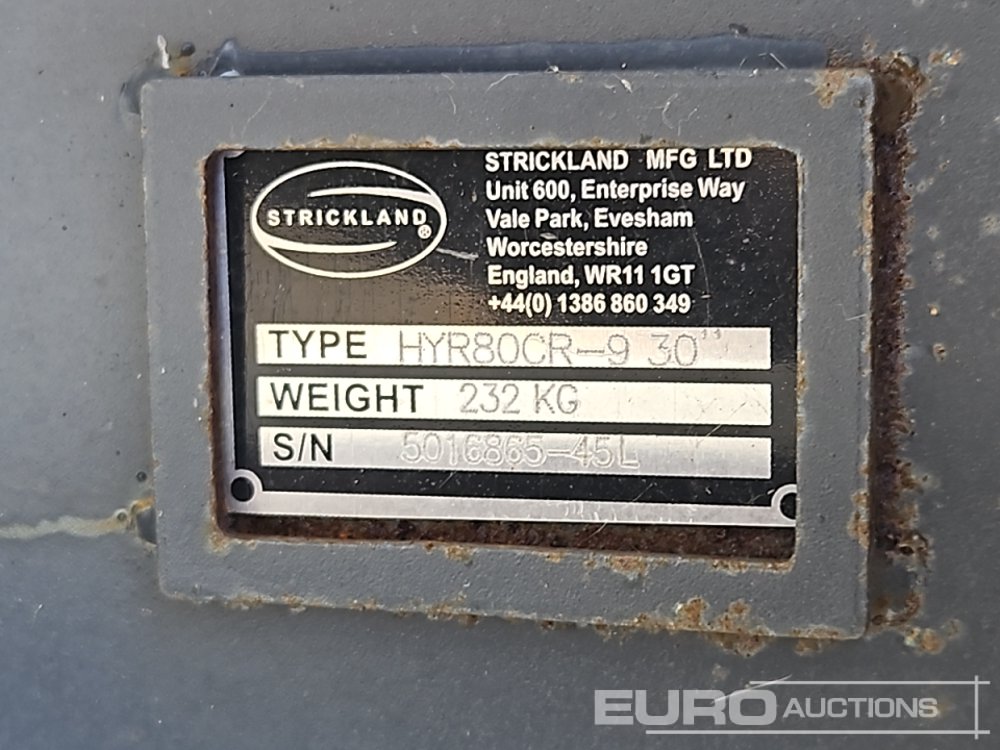 STRICKLAND®
STRICKLAND MFG LTD
Unit 600, Enterprise Way
Vale Park, Evesham
Worcestershire
England, WR11 1GT
+44(0) 1386 860 349
TYPE HYR80CR-9 30"
WEIGHT 232 KG
S/N 5016865-45L
EURO AUCTIONS